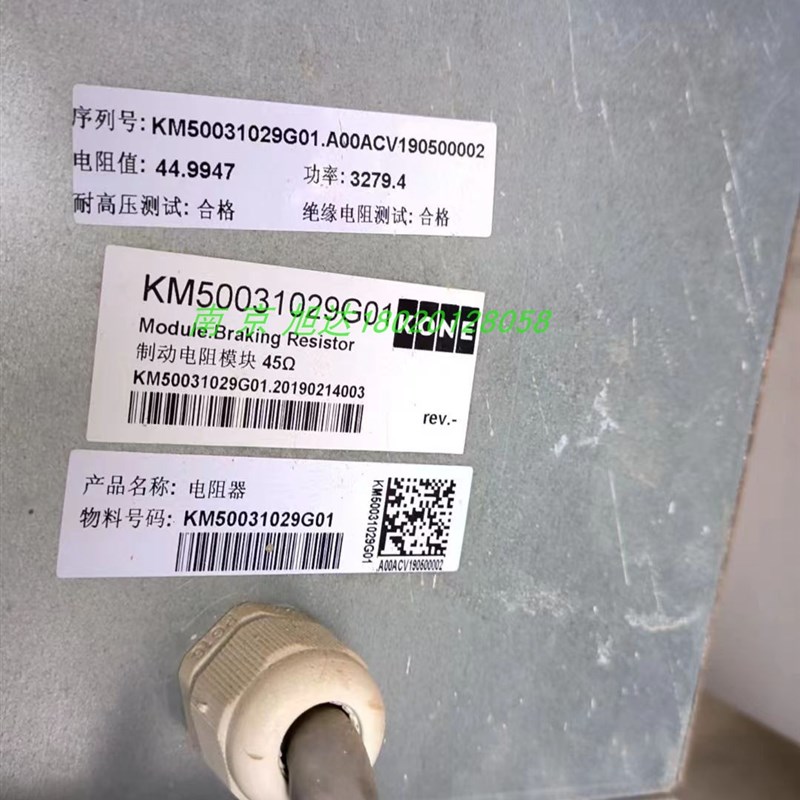 序列号: KM50031029G01.A00ACV190500002
电阻值: 44.9947 功率: 3279.4
耐高压测试: 合格 绝缘电阻测试: 合格
KM50031029G01 KONE
南京旭达18020128058
Module.Braking Resistor
制动电阻模块 45Ω
KM50031029G01.20190214003
rev.-
产品名称: 电阻器
物料号码: KM50031029G01
KM50031029G01
.A00ACV190500002